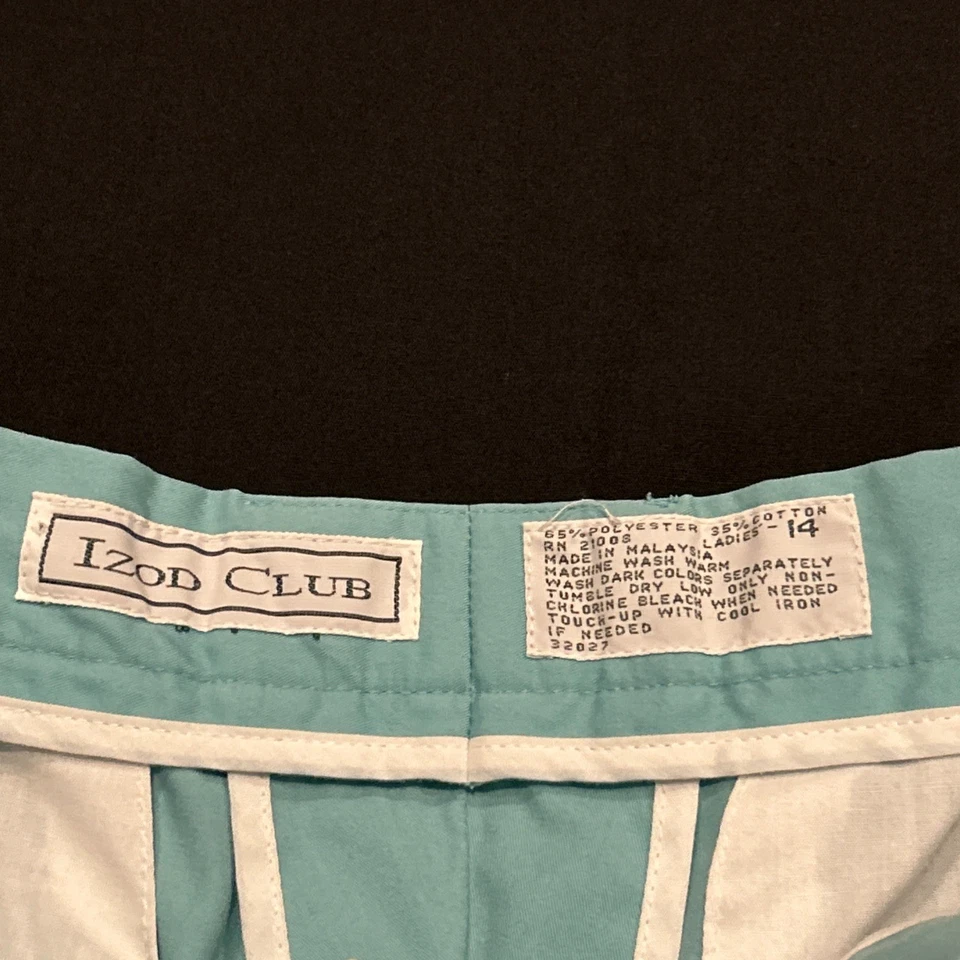 IZOD CLUB
65% POLYESTER 35% COTTON
RN 21008 LADIES'- 14
MADE IN MALAYSIA
MACHINE WASH WARM
WASH DARK COLORS SEPARATELY
TUMBLE DRY LOW ONLY NON-
CHLORINE BLEACH WHEN NEEDED
TOUCH-UP WITH COOL IRON
IF NEEDED
32027